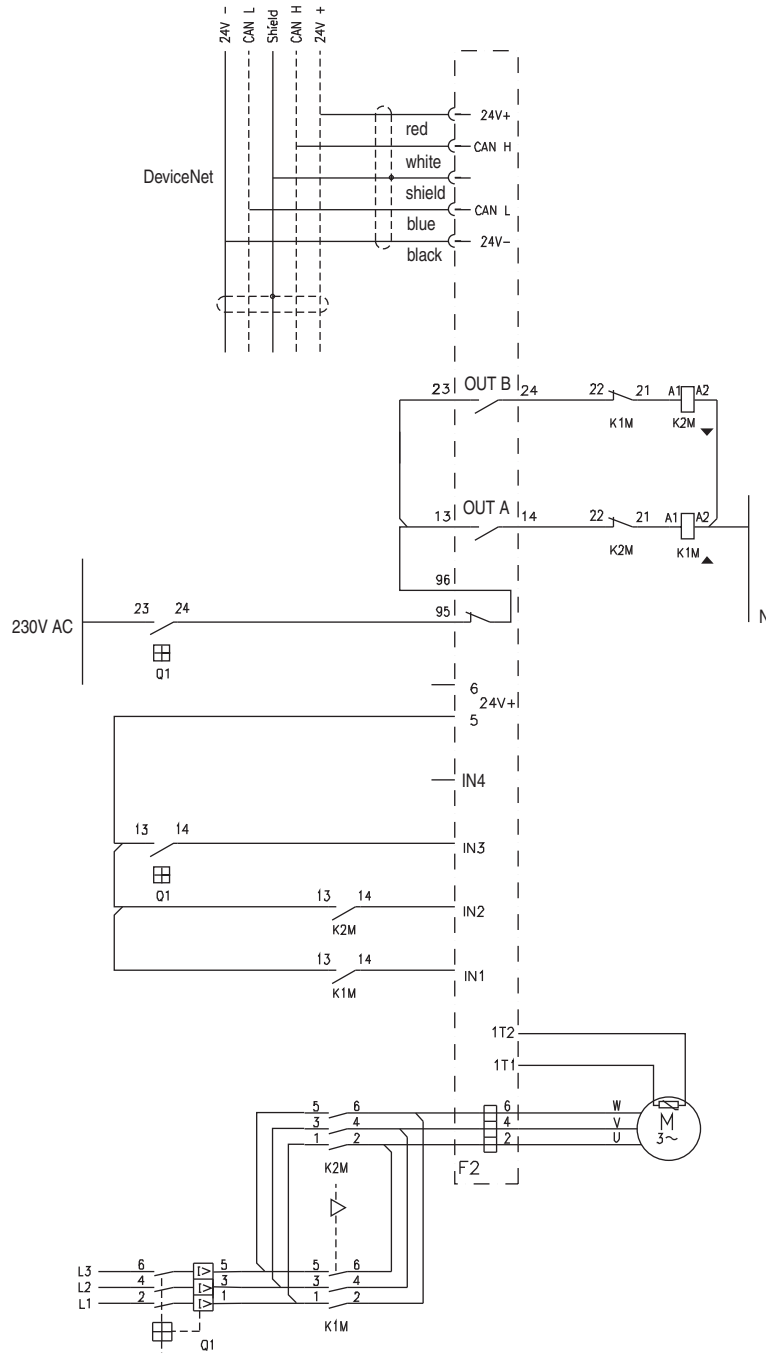 24V - CAN L Shield CAN H 24V +
24V+
red
CAN H
white
DeviceNet
shield
CAN L
blue
24V-
black
23 OUT B 24 22 21 A1 A2
K1M K2M
13 OUT A 14 22 21 A1 A2
K2M K1M
96
23 24 95
230V AC N
Q1
6
24V+
5
IN4
13 14
IN3
Q1
13 14
IN2
K2M
13 14
IN1
K1M
1T2
1T1
5 6 6 W
3 4 4 V M
1 2 2 U 3~
K2M F2
L3 6 I> 5 5 6
L2 4 I> 3 3 4
L1 2 I> 1 1 2
K1M
Q1